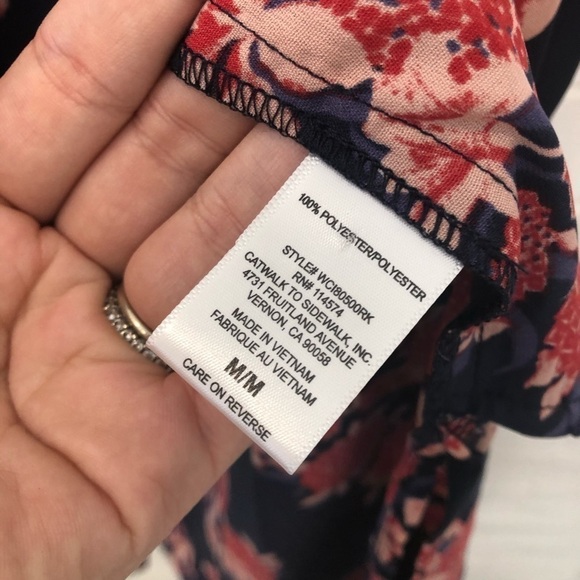 100% POLYESTER/POLYESTER
STYLE# WCI80500RK
RN# 114574
CATWALK TO SIDEWALK, INC.
4731 FRUITLAND AVENUE
VERNON, CA 90058
MADE IN VIETNAM
FABRIQUE AU VIETNAM
M/M
CARE ON REVERSE